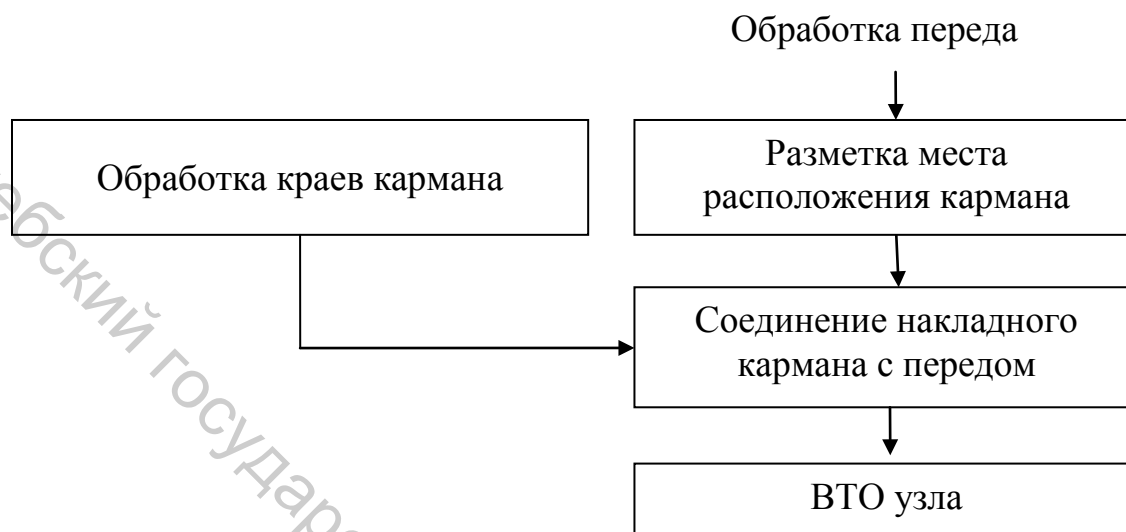 Обработка переда
Обработка краев кармана
Разметка места
расположения кармана
Соединение накладного
кармана с передом
ВТО узла